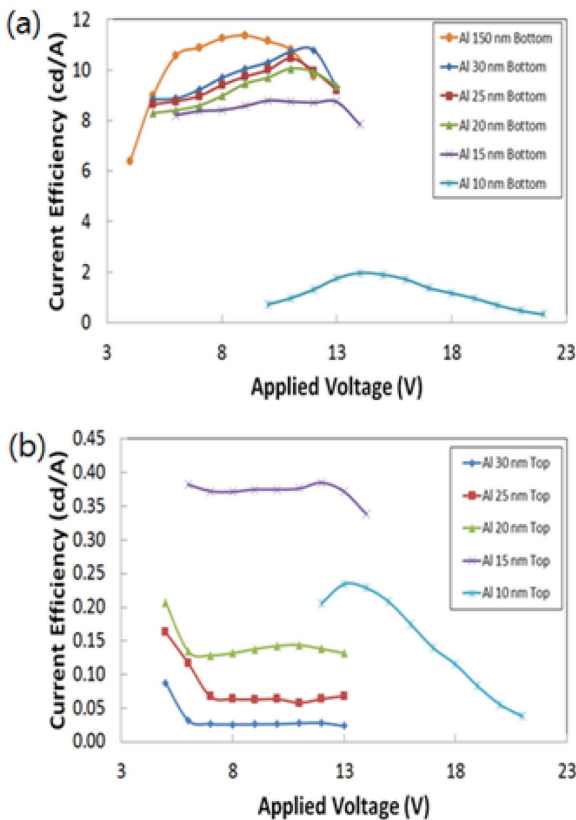 (a)
Current Efficiency (cd/A)
12
10
8
6
4
2
0
3
8
13
18
23
Applied Voltage (V)
Al 150 nm Bottom
Al 30 nm Bottom
Al 25 nm Bottom
Al 20 nm Bottom
Al 15 nm Bottom
Al 10 nm Bottom
(b)
Current Efficiency (cd/A)
0.45
0.40
0.35
0.30
0.25
0.20
0.15
0.10
0.05
0.00
3
8
13
18
23
Applied Voltage (V)
Al 30 nm Top
Al 25 nm Top
Al 20 nm Top
Al 15 nm Top
Al 10 nm Top